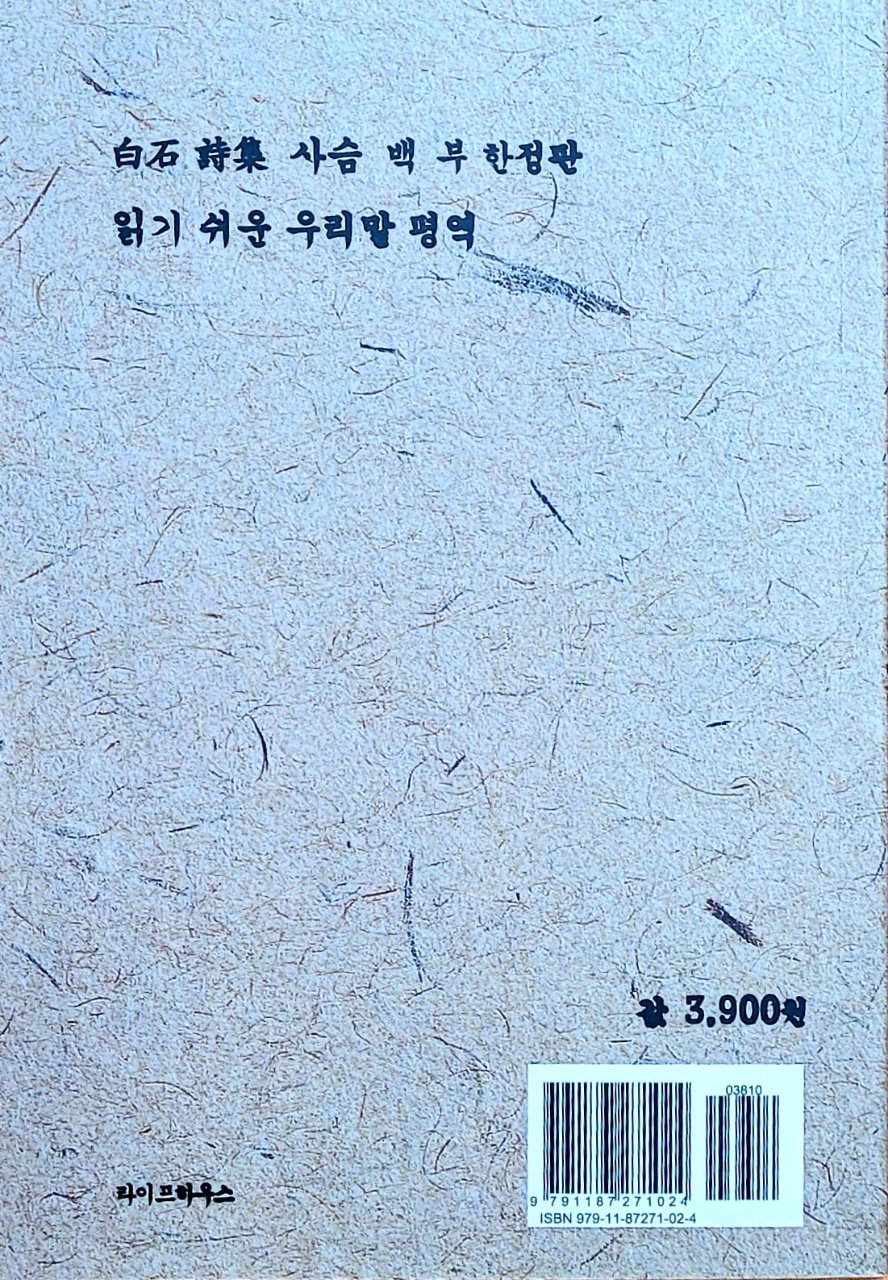 白石 詩集 사슴 백 부 한정판
읽기 쉬운 우리말 평역
값 3,900원
03810
9 791187 271024
ISBN 979-11-87271-02-4
라이프하우스